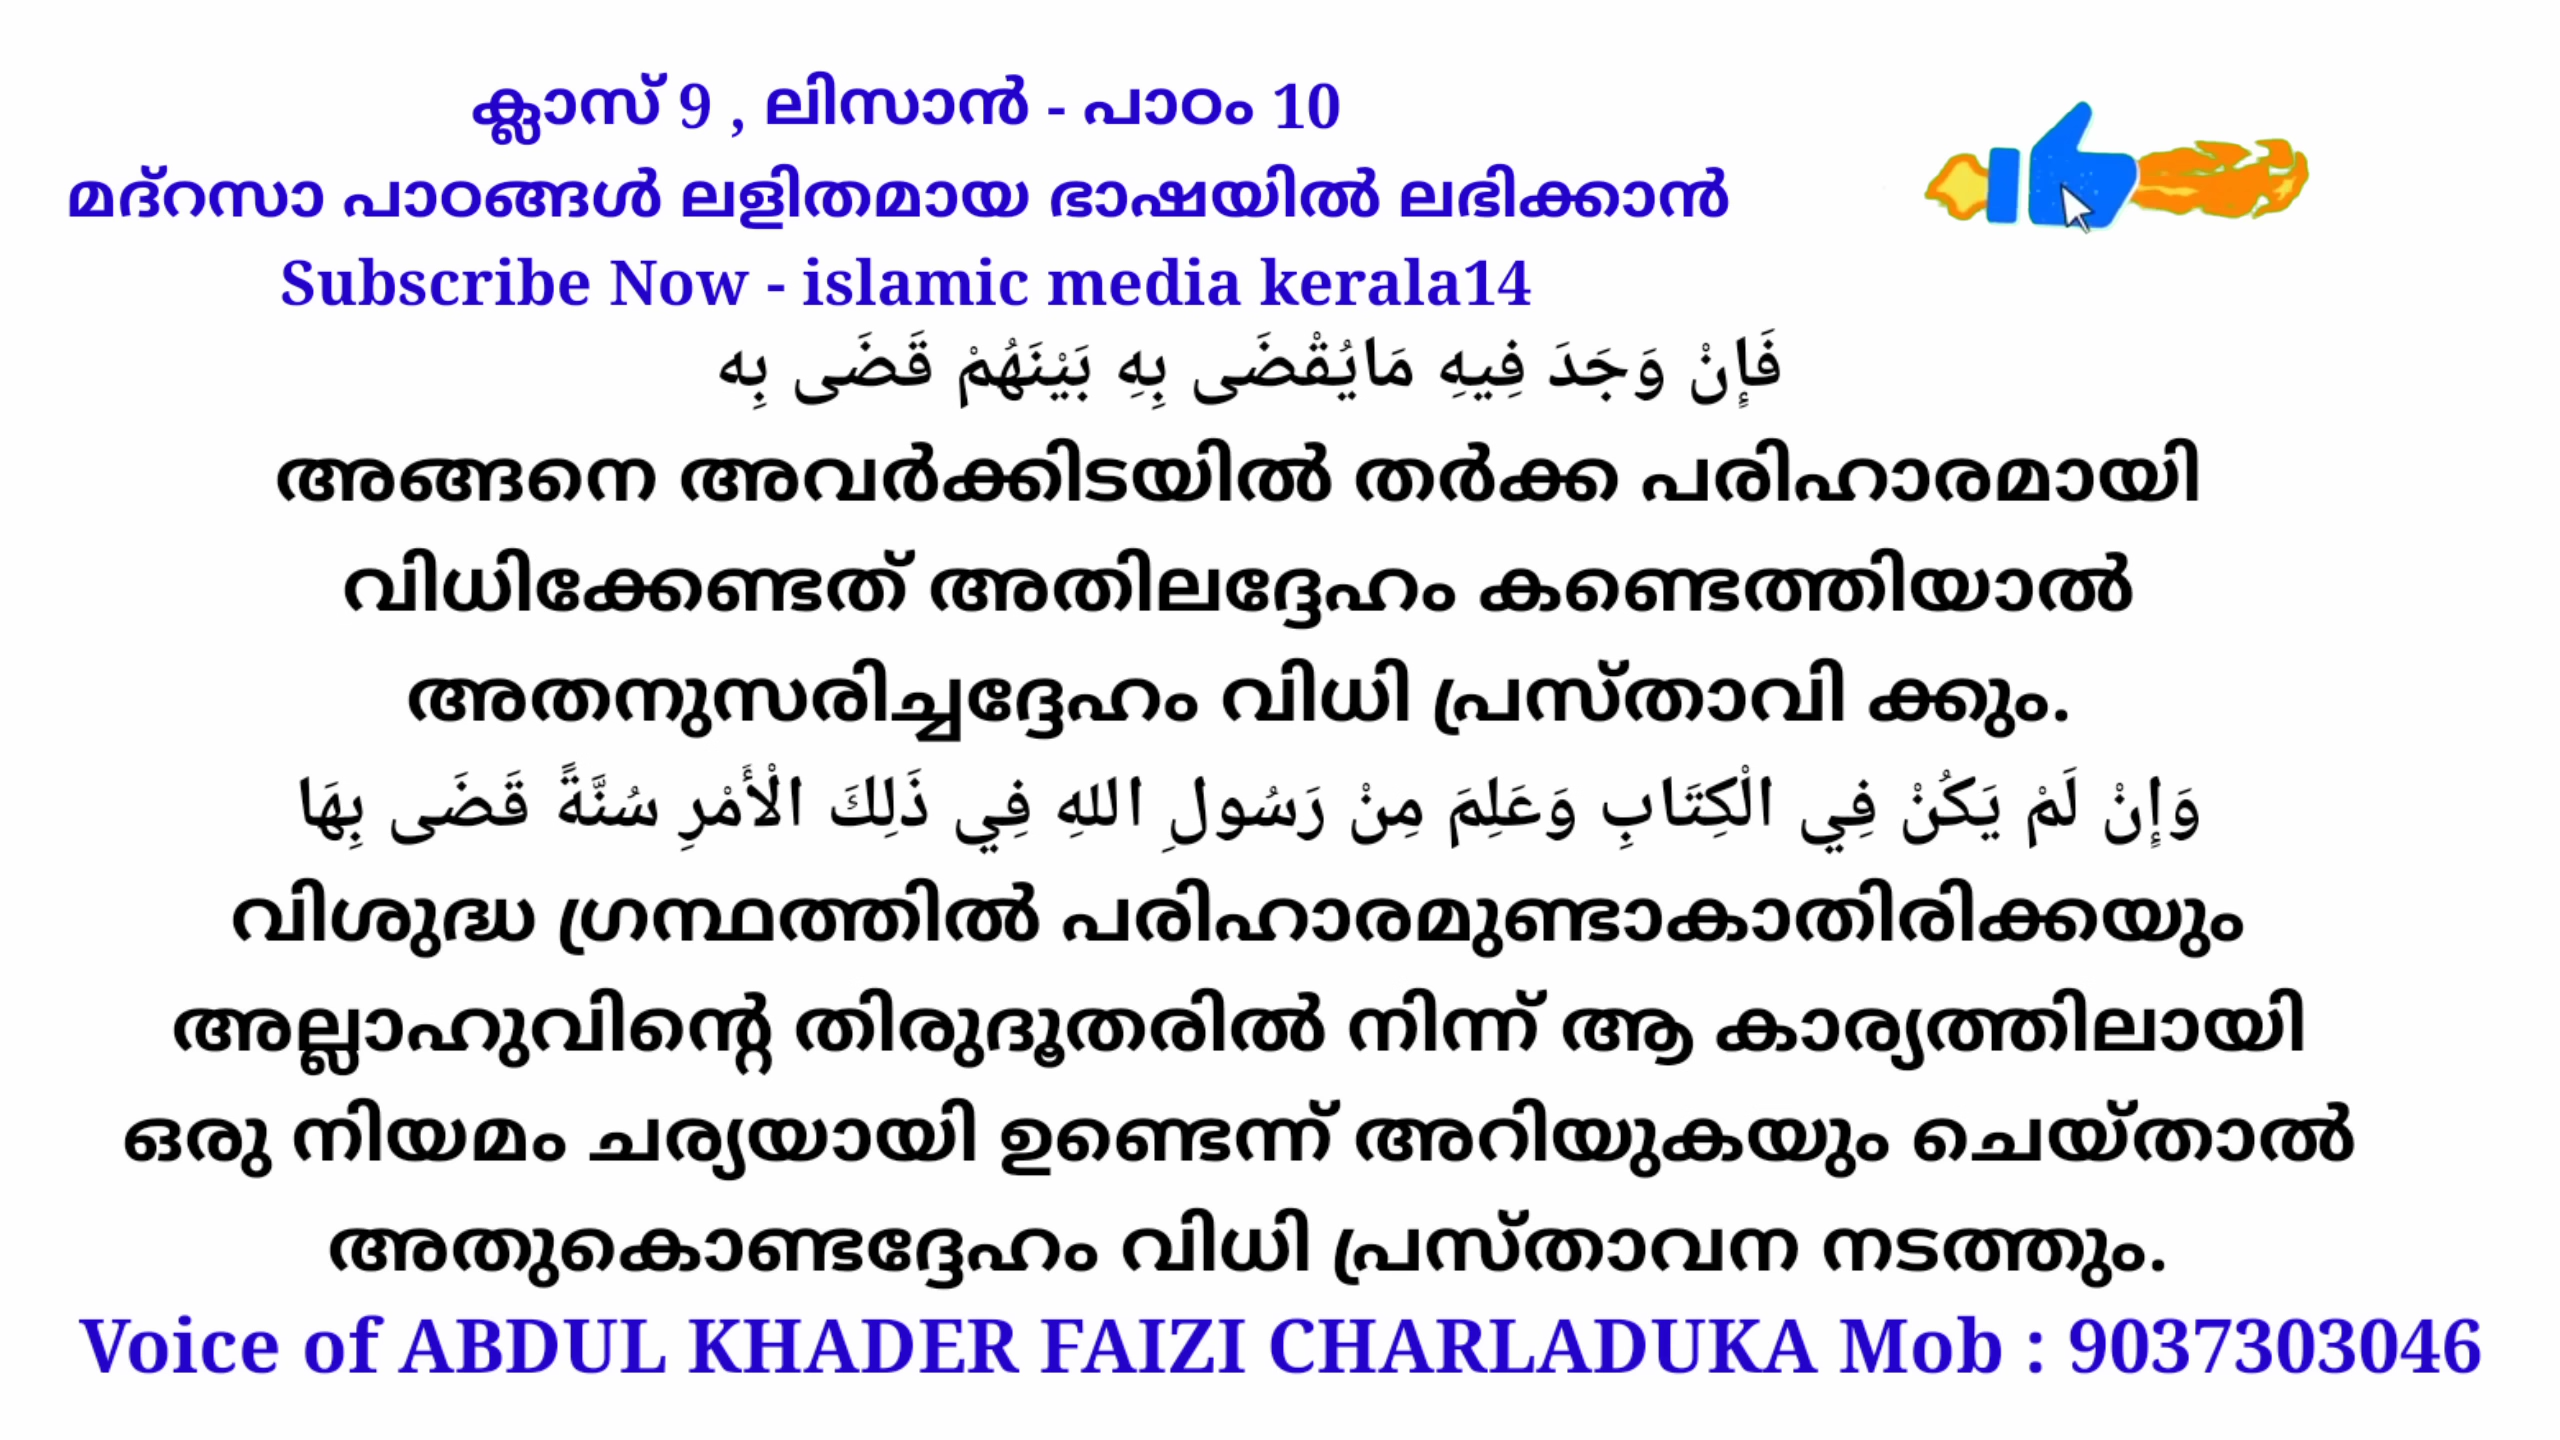 ക്ലാസ് 9 , ലിസാൻ - പാഠം 10
മദ്റസാ പാഠങ്ങൾ ലളിതമായ ഭാഷയിൽ ലഭിക്കാൻ
Subscribe Now - islamic media kerala14
فَإِنْ وَجَدَ فِيهِ مَايُقْضَى بِهِ بَيْنَهُمْ قَضَى بِه
അങ്ങനെ അവർക്കിടയിൽ തർക്ക പരിഹാരമായി
വിധിക്കേണ്ടത് അതിലദ്ദേഹം കണ്ടെത്തിയാൽ
അതനുസരിച്ചദ്ദേഹം വിധി പ്രസ്താവി ക്കും.
وَإِنْ لَمْ يَكُنْ فِي الْكِتَابِ وَعَلِمَ مِنْ رَسُولِ اللهِ فِي ذَلِكَ الْأَمْرِ سُنَّةً قَضَى بِهَا
വിശുദ്ധ ഗ്രന്ഥത്തിൽ പരിഹാരമുണ്ടാകാതിരിക്കയും
അല്ലാഹുവിന്റെ തിരുദൂതരിൽ നിന്ന് ആ കാര്യത്തിലായി
ഒരു നിയമം ചര്യയായി ഉണ്ടെന്ന് അറിയുകയും ചെയ്താൽ
അതുകൊണ്ടദ്ദേഹം വിധി പ്രസ്താവന നടത്തും.
Voice of ABDUL KHADER FAIZI CHARLADUKA Mob : 9037303046